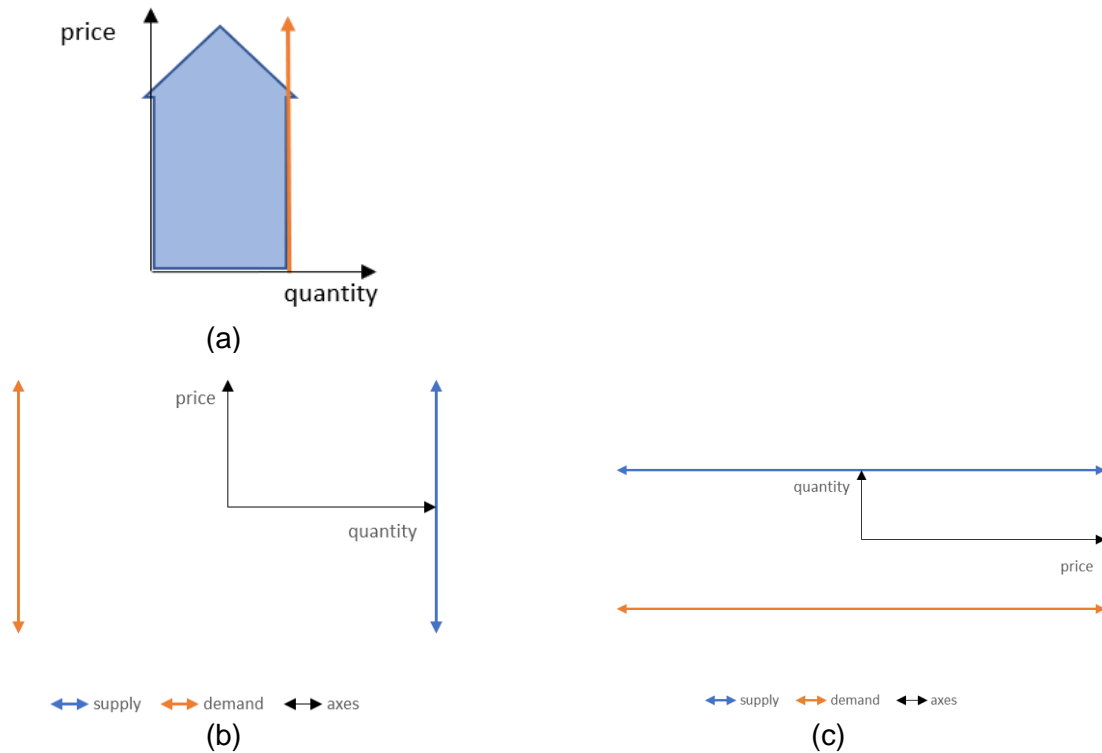 price
quantity
(a)
price
quantity
supply demand axes
(b)
quantity
price
supply demand axes
(c)